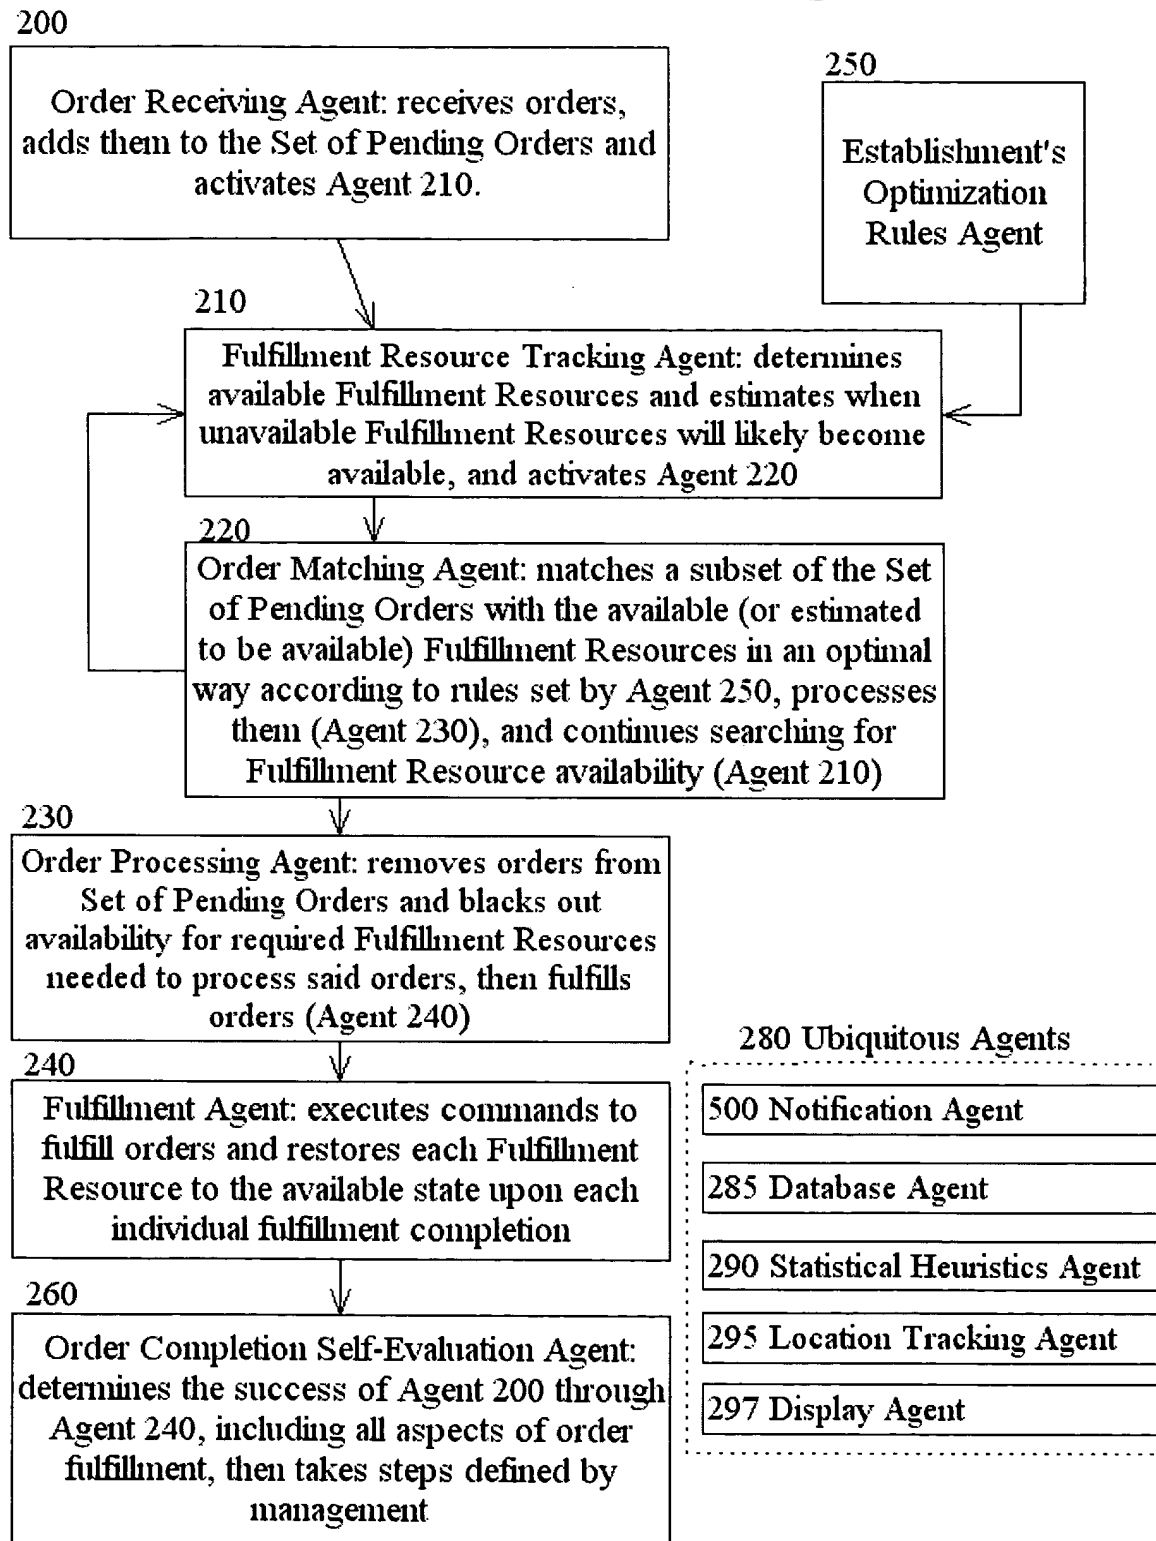 200
Order Receiving Agent: receives orders,
adds them to the Set of Pending Orders and
activates Agent 210.
250
Establishment's
Optimization
Rules Agent
210
Fulfillment Resource Tracking Agent: determines
available Fulfillment Resources and estimates when
unavailable Fulfillment Resources will likely become
available, and activates Agent 220
220
Order Matching Agent: matches a subset of the Set
of Pending Orders with the available (or estimated
to be available) Fulfillment Resources in an optimal
way according to rules set by Agent 250, processes
them (Agent 230), and continues searching for
Fulfillment Resource availability (Agent 210)
230
Order Processing Agent: removes orders from
Set of Pending Orders and blacks out
availability for required Fulfillment Resources
needed to process said orders, then fulfills
orders (Agent 240)
240
Fulfillment Agent: executes commands to
fulfill orders and restores each Fulfillment
Resource to the available state upon each
individual fulfillment completion
260
Order Completion Self-Evaluation Agent:
determines the success of Agent 200 through
Agent 240, including all aspects of order
fulfillment, then takes steps defined by
management
280 Ubiquitous Agents
500 Notification Agent
285 Database Agent
290 Statistical Heuristics Agent
295 Location Tracking Agent
297 Display Agent